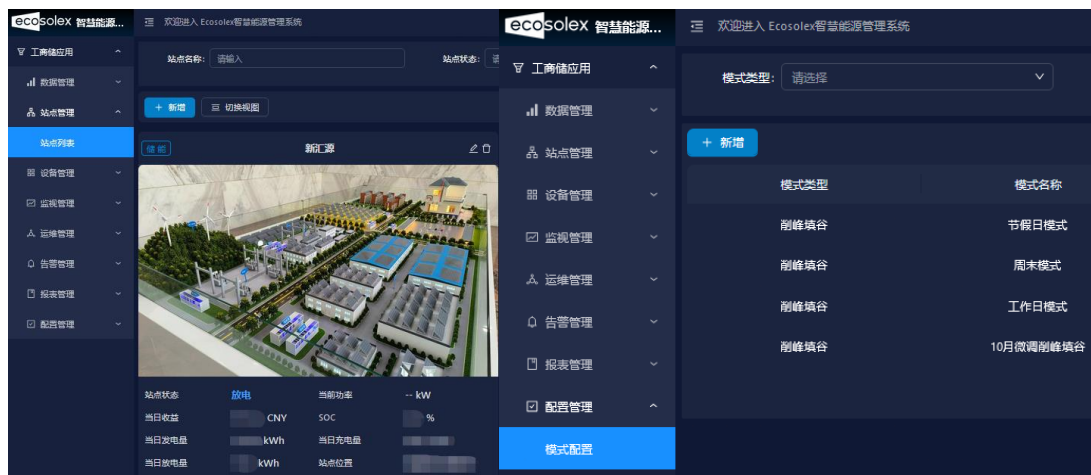 ecosolex 智慧能源...
欢迎进入 Ecosolex智慧能源管理系统
工商储应用
数据管理
站点管理
站点列表
设备管理
监视管理
运维管理
告警管理
报表管理
配置管理
站点名称: 请输入
站点状态: 请
+ 新增
切换视图
储能
新汇源
站点状态 放电 当前功率 -- kW
当日收益 CNY SOC %
当日发电量 kWh 当日充电量
当日放电量 kWh 站点位置
ecosolex 智慧能源...
欢迎进入 Ecosolex智慧能源管理系统
工商储应用
数据管理
站点管理
设备管理
监视管理
运维管理
告警管理
报表管理
配置管理
模式配置
模式类型: 请选择
+ 新增
模式类型 模式名称
削峰填谷 节假日模式
削峰填谷 周末模式
削峰填谷 工作日模式
削峰填谷 10月微调削峰填谷